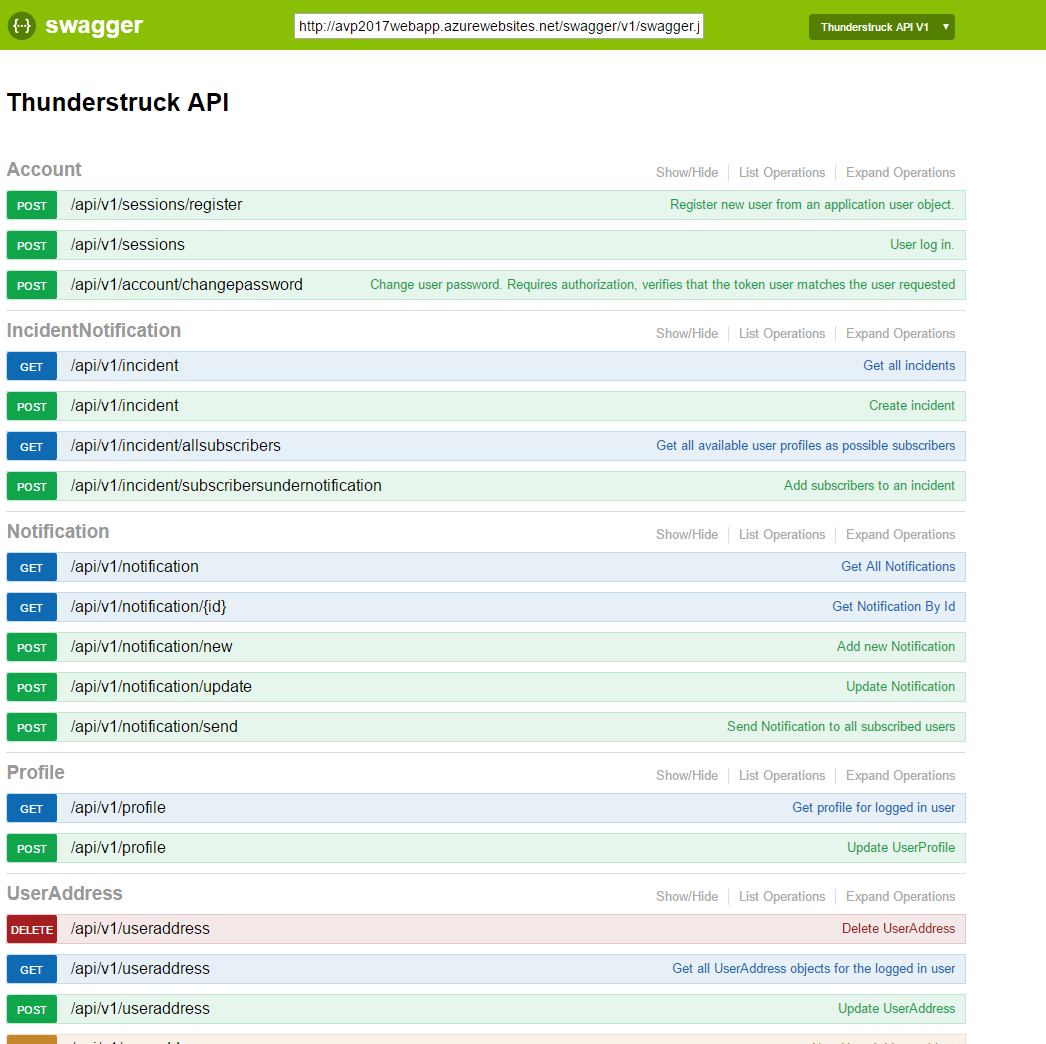 {···} swagger http://avp2017webapp.azurewebsites.net/swagger/v1/swagger.j Thunderstruck API V1
Thunderstruck API
Account Show/Hide List Operations Expand Operations
POST /api/v1/sessions/register Register new user from an application user object.
POST /api/v1/sessions User log in.
POST /api/v1/account/changepassword Change user password. Requires authorization, verifies that the token user matches the user requested
IncidentNotification Show/Hide List Operations Expand Operations
GET /api/v1/incident Get all incidents
POST /api/v1/incident Create incident
GET /api/v1/incident/allsubscribers Get all available user profiles as possible subscribers
POST /api/v1/incident/subscribersundernotification Add subscribers to an incident
Notification Show/Hide List Operations Expand Operations
GET /api/v1/notification Get All Notifications
GET /api/v1/notification/{id} Get Notification By Id
POST /api/v1/notification/new Add new Notification
POST /api/v1/notification/update Update Notification
POST /api/v1/notification/send Send Notification to all subscribed users
Profile Show/Hide List Operations Expand Operations
GET /api/v1/profile Get profile for logged in user
POST /api/v1/profile Update UserProfile
UserAddress Show/Hide List Operations Expand Operations
DELETE /api/v1/useraddress Delete UserAddress
GET /api/v1/useraddress Get all UserAddress objects for the logged in user
POST /api/v1/useraddress Update UserAddress